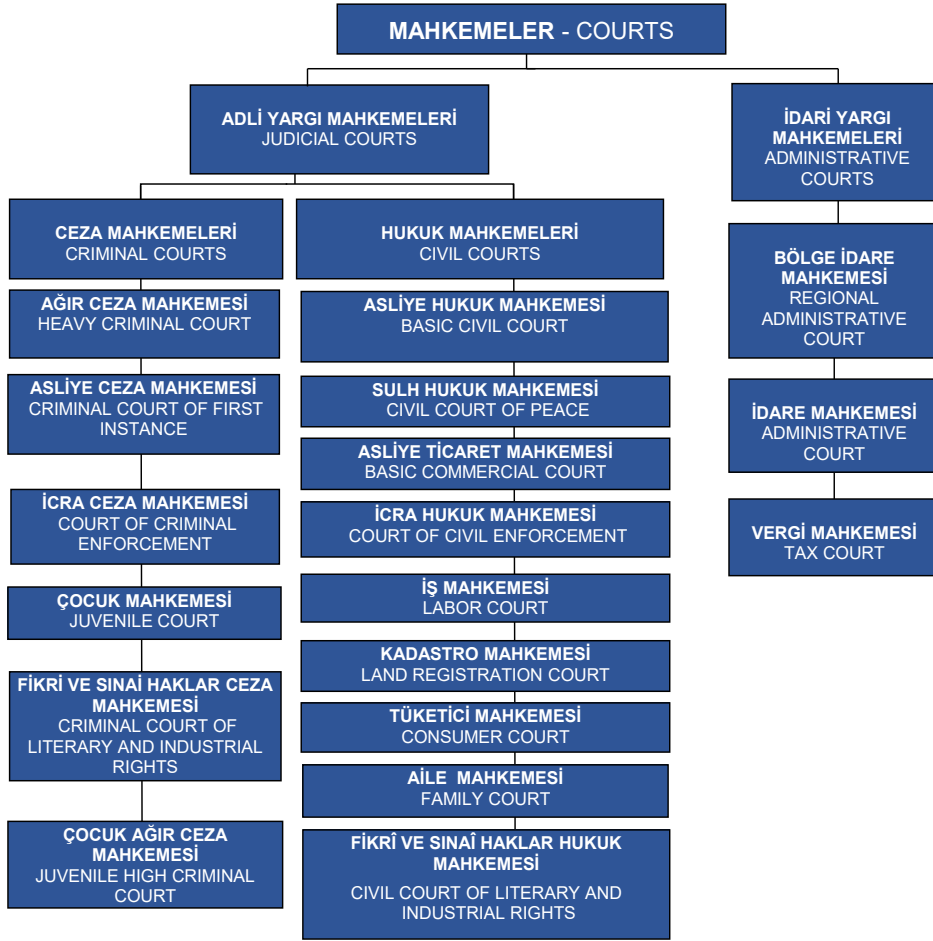 MAHKEMELER - COURTS
ADLİ YARGI MAHKEMELERİ
JUDICIAL COURTS
İDARİ YARGI
MAHKEMELERİ
ADMINISTRATIVE
COURTS
CEZA MAHKEMELERİ
CRIMINAL COURTS
AĞIR CEZA MAHKEMESİ
HEAVY CRIMINAL COURT
ASLİYE CEZA MAHKEMESİ
CRIMINAL COURT OF FIRST
INSTANCE
İCRA CEZA MAHKEMESİ
COURT OF CRIMINAL
ENFORCEMENT
ÇOCUK MAHKEMESİ
JUVENILE COURT
FİKRİ VE SINAİ HAKLAR CEZA
MAHKEMESİ
CRIMINAL COURT OF
LITERARY AND INDUSTRIAL
RIGHTS
ÇOCUK AĞIR CEZA
MAHKEMESİ
JUVENILE HIGH CRIMINAL
COURT
HUKUK MAHKEMELERİ
CIVIL COURTS
ASLİYE HUKUK MAHKEMESİ
BASIC CIVIL COURT
SULH HUKUK MAHKEMESİ
CIVIL COURT OF PEACE
ASLİYE TİCARET MAHKEMESİ
BASIC COMMERCIAL COURT
İCRA HUKUK MAHKEMESİ
COURT OF CIVIL ENFORCEMENT
İŞ MAHKEMESİ
LABOR COURT
KADASTRO MAHKEMESİ
LAND REGISTRATION COURT
TÜKETİCİ MAHKEMESİ
CONSUMER COURT
AİLE MAHKEMESİ
FAMILY COURT
FİKRÎ VE SINAÎ HAKLAR HUKUK
MAHKEMESİ
CIVIL COURT OF LITERARY AND
INDUSTRIAL RIGHTS
BÖLGE İDARE
MAHKEMESİ
REGIONAL
ADMINISTRATIVE
COURT
İDARE MAHKEMESİ
ADMINISTRATIVE
COURT
VERGİ MAHKEMESİ
TAX COURT